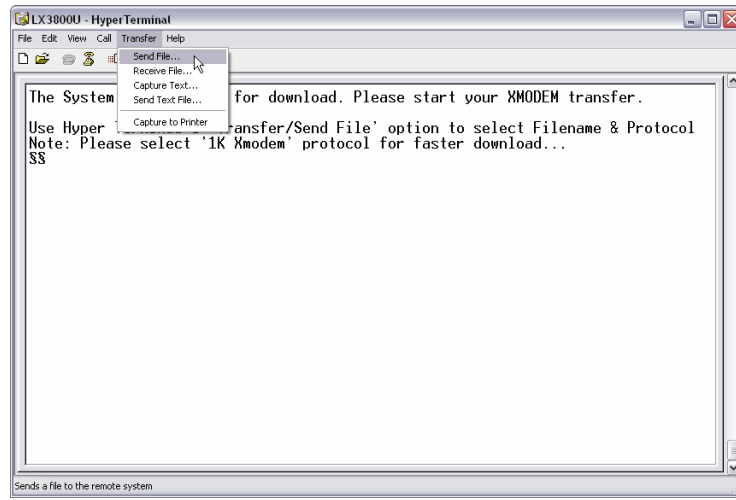 LX3800U - HyperTerminal
File Edit View Call Transfer Help
Send File...
Receive File...
Capture Text...
Send Text File...
Capture to Printer
The System for download. Please start your XMODEM transfer.
Use Hyper Transfer/Send File' option to select Filename & Protocol
Note: Please select '1K Xmodem' protocol for faster download...
§§
Sends a file to the remote system